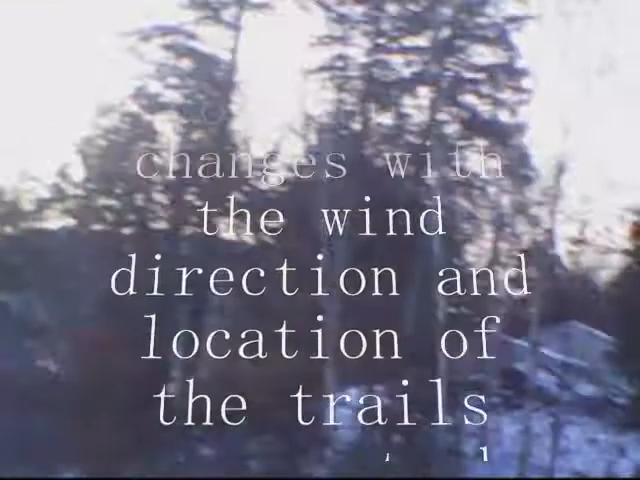 changes with
the wind
direction and
location of
the trails